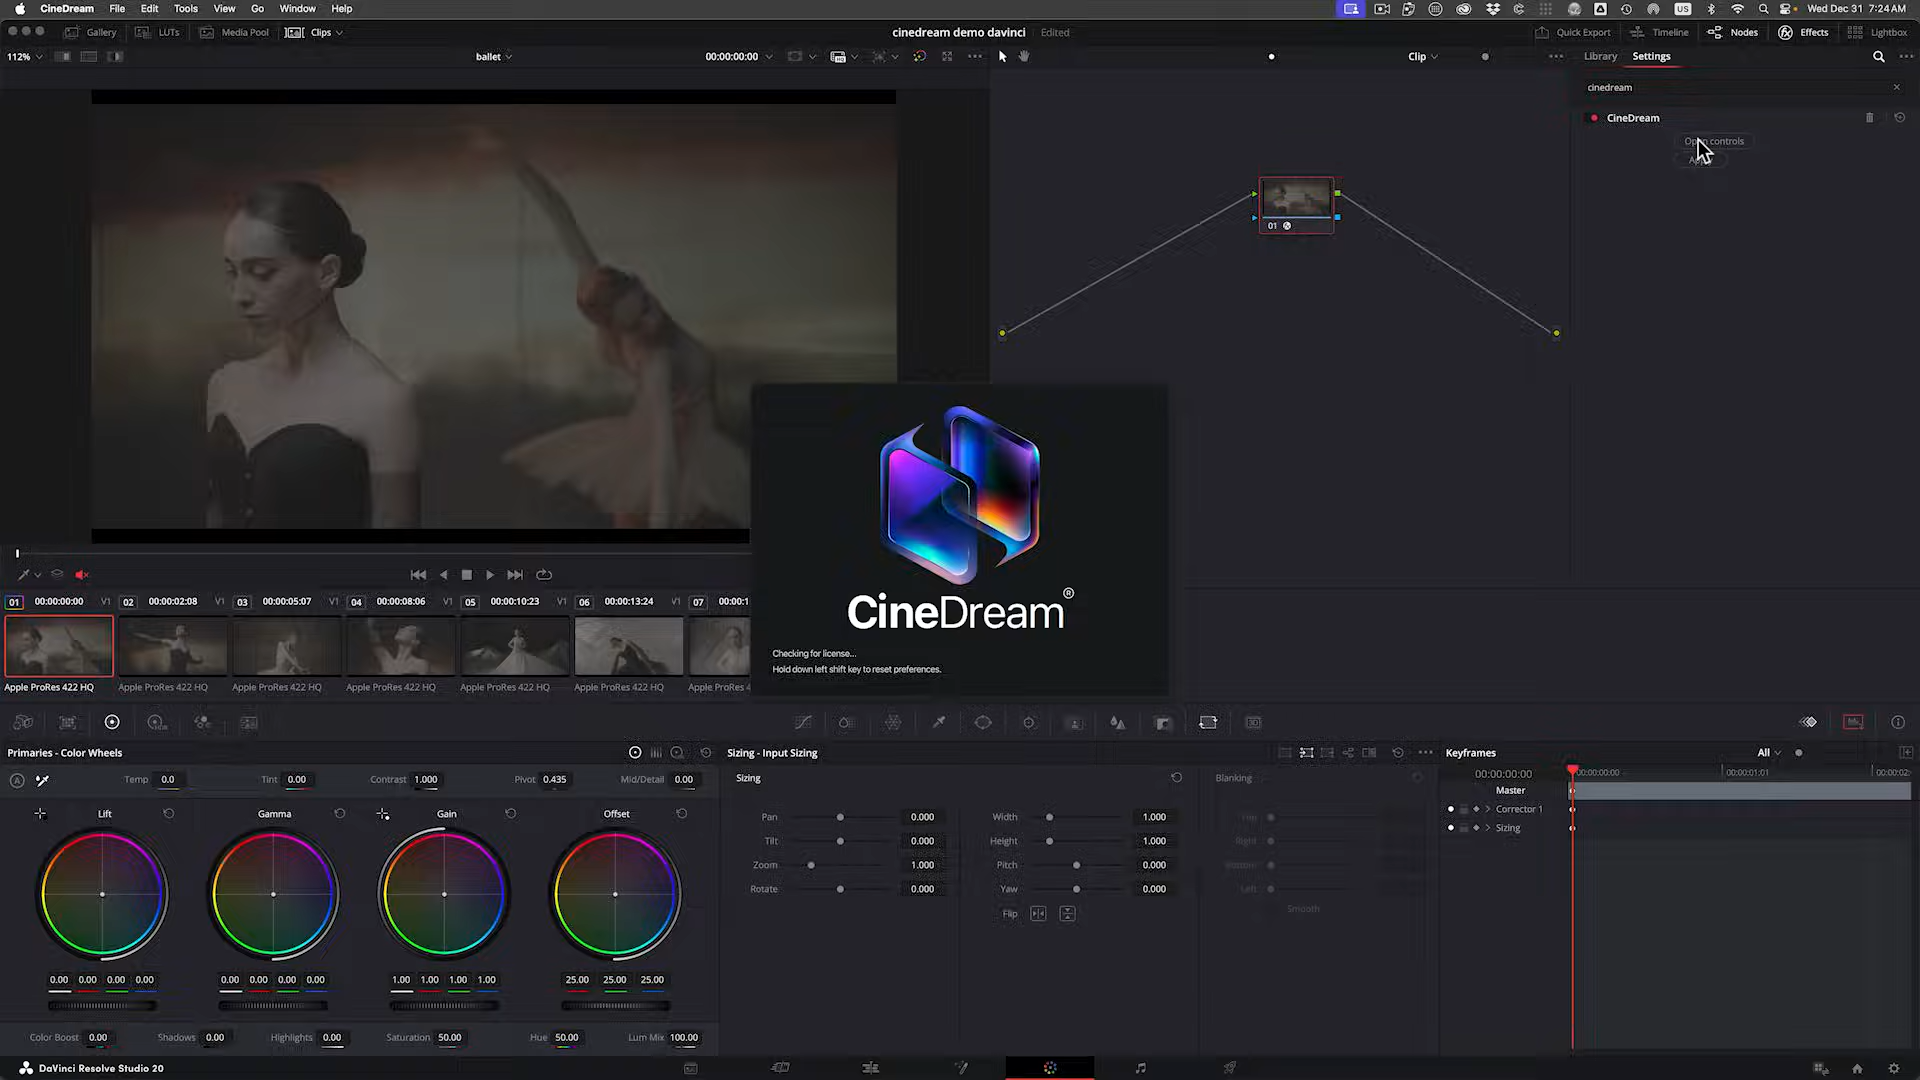 CineDream File Edit Tools View Go Window Help
US Wed Dec 31 7:24 AM
Gallery LUTs Media Pool Clips
cinedream demo davinci Edited
Quick Export Timeline Nodes Effects Lightbox
112% ballet 00:00:00:00
Clip
Library Settings
cinedream
CineDream
Open controls
01
CineDream®
Checking for license...
Hold down left shift key to reset preferences.
01 00:00:00:00 V1 02 00:00:02:08 V1 03 00:00:05:07 V1 04 00:00:08:06 V1 05 00:00:10:23 V1 06 00:00:13:24 V1 07 00:00:1
Apple ProRes 422 HQ Apple ProRes 422 HQ Apple ProRes 422 HQ Apple ProRes 422 HQ Apple ProRes 422 HQ Apple ProRes 422 HQ Apple ProRes
Primaries - Color Wheels
Temp 0.0 Tint 0.00 Contrast 1.000 Pivot 0.435 Mid/Detail 0.00
Lift Gamma Gain Offset
0.00 0.00 0.00 0.00 0.00 0.00 0.00 0.00 1.00 1.00 1.00 1.00 25.00 25.00 25.00
Color Boost 0.00 Shadows 0.00 Highlights 0.00 Saturation 50.00 Hue 50.00 Lum Mix 100.00
Sizing - Input Sizing
Sizing
Pan 0.000 Width 1.000
Tilt 0.000 Height 1.000
Zoom 1.000 Pitch 0.000
Rotate 0.000 Yaw 0.000
Flip
Blanking
Top
Right
Bottom
Left
Smooth
Keyframes All
00:00:00:00 00:00:00:00 00:00:01:01 00:00:02:
Master
Corrector 1
Sizing
DaVinci Resolve Studio 20